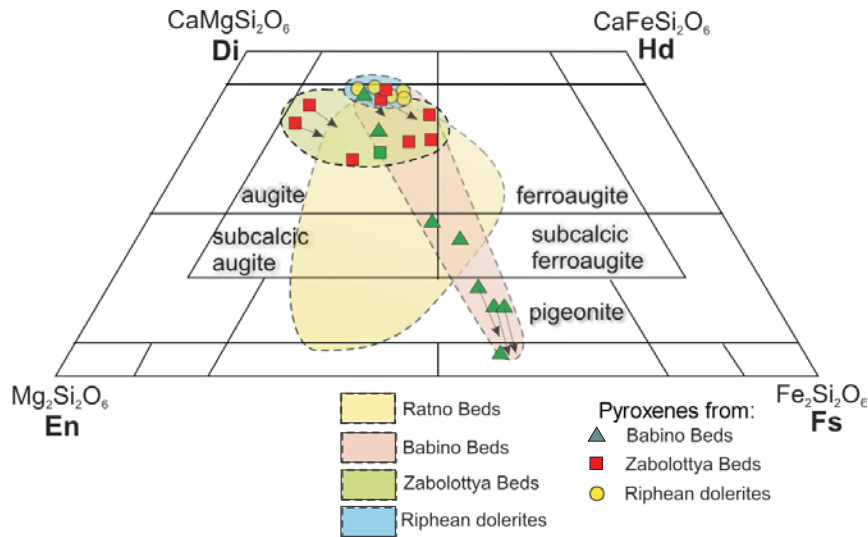 CaMgSi₂O₆
Di
CaFeSi₂O₆
Hd
augite
ferroaugite
subcalcic
augite
subcalcic
ferroaugite
pigeonite
Mg₂Si₂O₆
En
Fe₂Si₂O₆
Fs
Ratno Beds
Babino Beds
Zabolottya Beds
Riphean dolerites
Pyroxenes from:
Babino Beds
Zabolottya Beds
Riphean dolerites